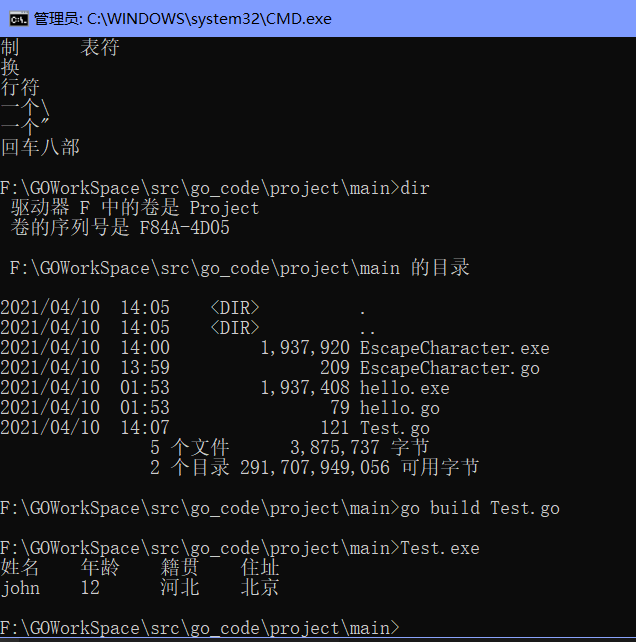 管理员: C:\WINDOWS\system32\CMD.exe
制      表符
换
行符
一个\
一个"
回车八部
F:\GOWorkSpace\src\go_code\project\main>dir
 驱动器 F 中的卷是 Project
 卷的序列号是 F84A-4D05
 F:\GOWorkSpace\src\go_code\project\main 的目录
2021/04/10  14:05    <DIR>          .
2021/04/10  14:05    <DIR>          ..
2021/04/10  14:00         1,937,920 EscapeCharacter.exe
2021/04/10  13:59               209 EscapeCharacter.go
2021/04/10  01:53         1,937,408 hello.exe
2021/04/10  01:53                79 hello.go
2021/04/10  14:07               121 Test.go
               5 个文件      3,875,737 字节
               2 个目录 291,707,949,056 可用字节
F:\GOWorkSpace\src\go_code\project\main>go build Test.go
F:\GOWorkSpace\src\go_code\project\main>Test.exe
姓名    年龄    籍贯    住址
john    12      河北    北京
F:\GOWorkSpace\src\go_code\project\main>